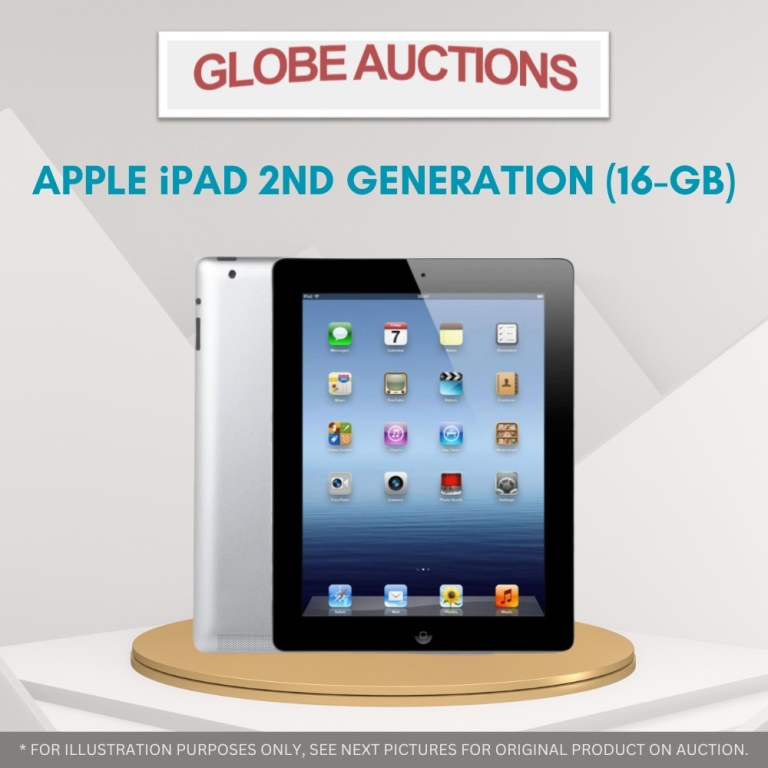 GLOBE AUCTIONS
APPLE iPAD 2ND GENERATION (16-GB)
7
* FOR ILLUSTRATION PURPOSES ONLY, SEE NEXT PICTURES FOR ORIGINAL PRODUCT ON AUCTION.